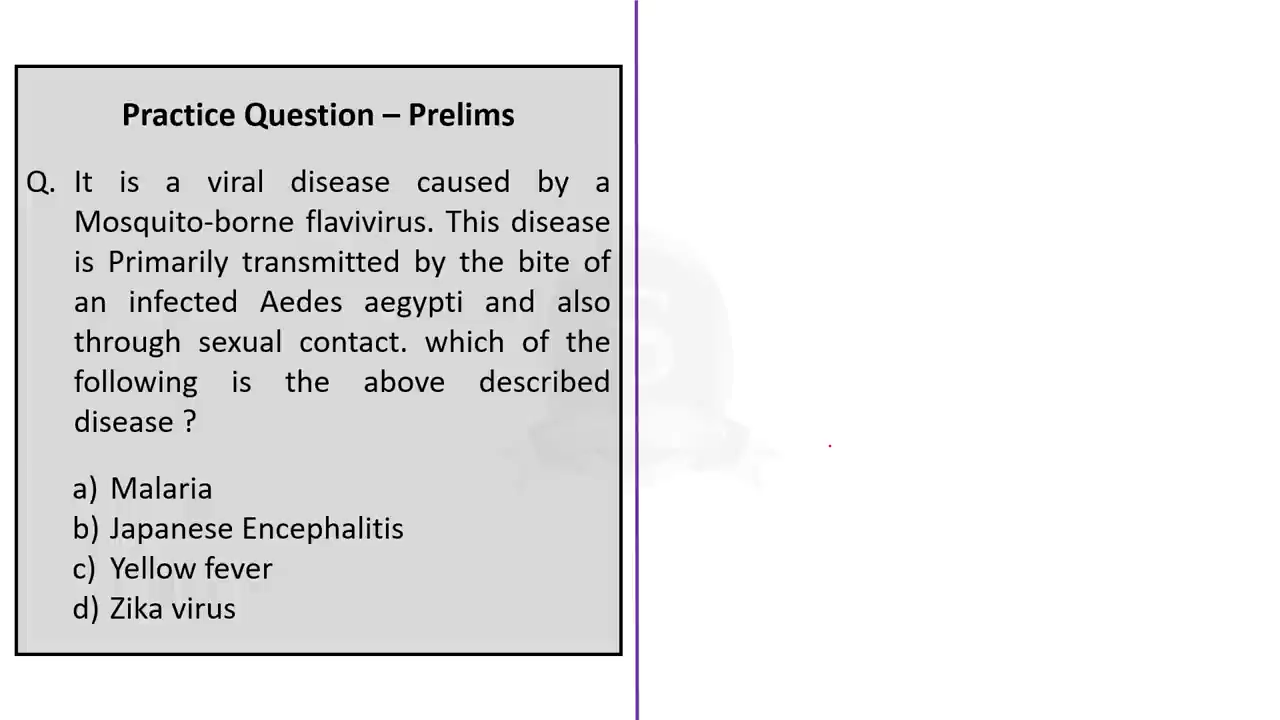 Practice Question – Prelims
Q. It is a viral disease caused by a
Mosquito-borne flavivirus. This disease
is Primarily transmitted by the bite of
an infected Aedes aegypti and also
through sexual contact. which of the
following is the above described
disease ?
a) Malaria
b) Japanese Encephalitis
c) Yellow fever
d) Zika virus